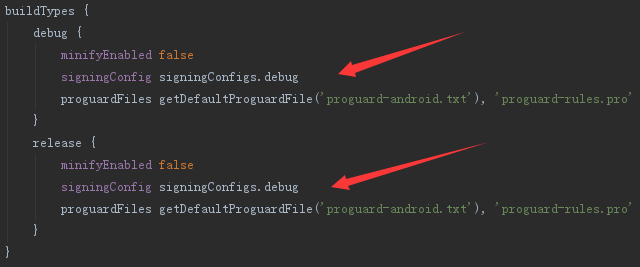 buildTypes {
    debug {
        minifyEnabled false
        signingConfig signingConfigs.debug
        proguardFiles getDefaultProguardFile('proguard-android.txt'), 'proguard-rules.pro'
    }
    release {
        minifyEnabled false
        signingConfig signingConfigs.debug
        proguardFiles getDefaultProguardFile('proguard-android.txt'), 'proguard-rules.pro'
    }
}